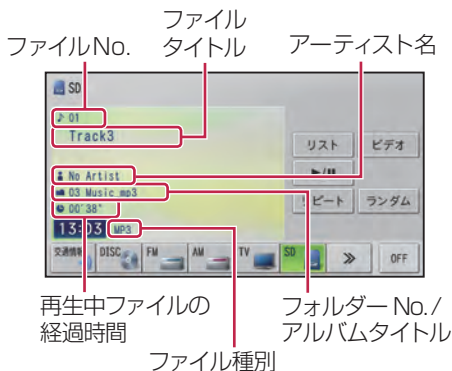 ファイルNo.
ファイル
タイトル
アーティスト名
SD
♪ 01
Track3
No Artist
03 Music_mp3
00'38"
13:03 MP3
リスト
ビデオ
►/II
リピート
ランダム
交通情報 DISC FM AM TV SD ≫ OFF
再生中ファイルの
経過時間
ファイル種別
フォルダーNo./
アルバムタイトル